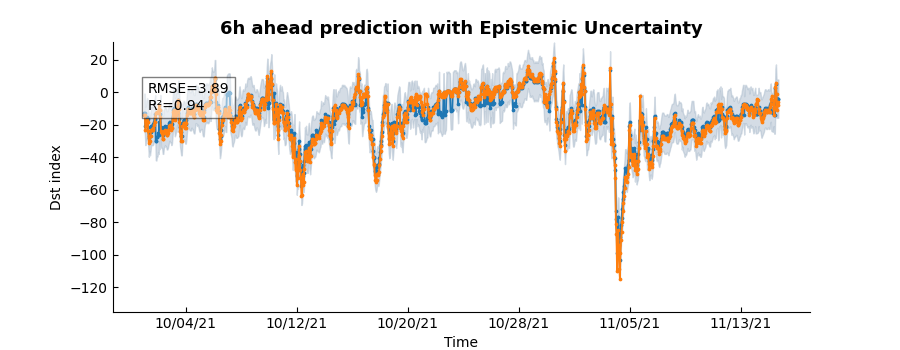 6h ahead prediction with Epistemic Uncertainty
RMSE=3.89
R²=0.94
20
0
−20
−40
−60
−80
−100
−120
Dst index
10/04/21
10/12/21
10/20/21
10/28/21
11/05/21
11/13/21
Time